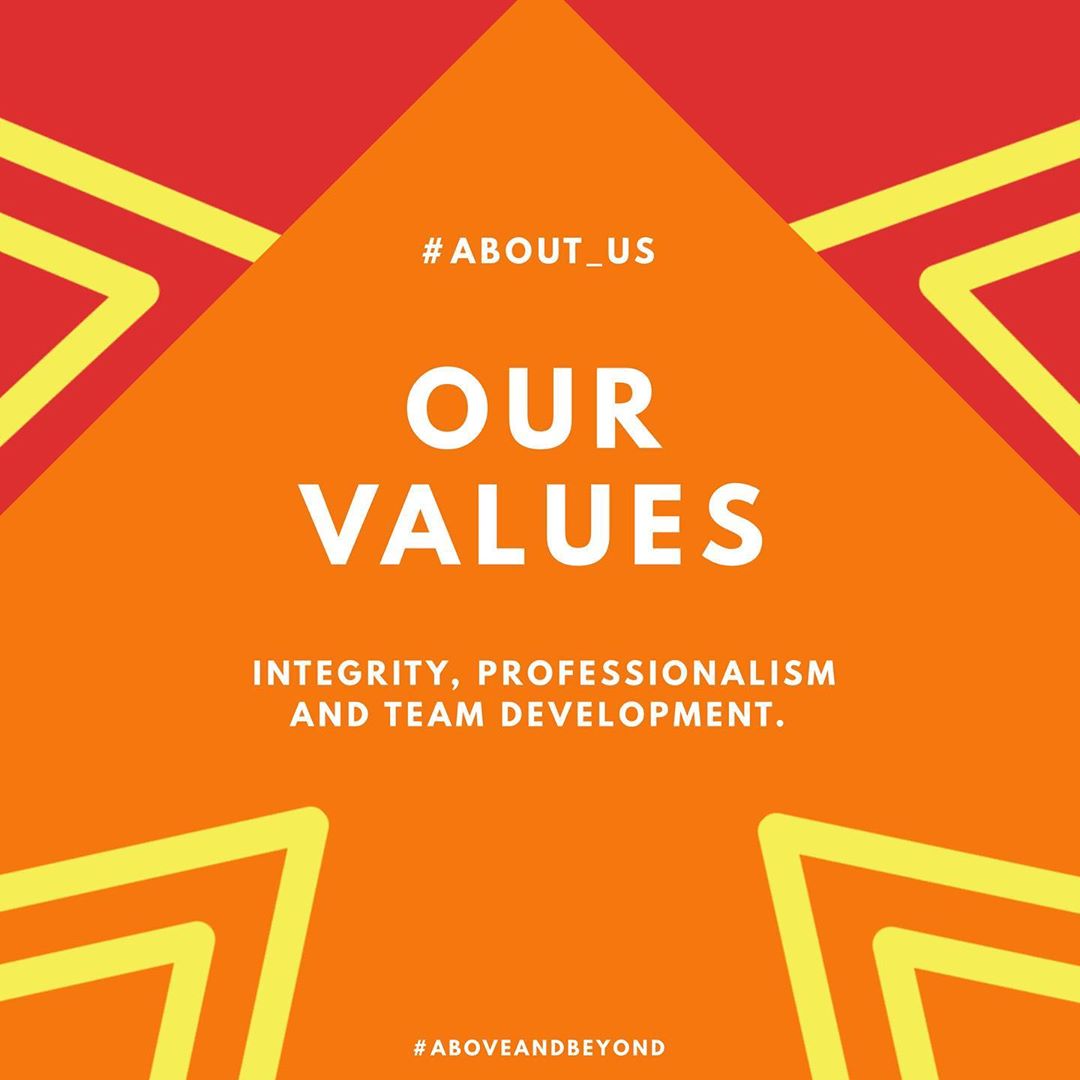 #ABOUT_US
OUR
VALUES
INTEGRITY, PROFESSIONALISM
AND TEAM DEVELOPMENT.
#ABOVEANDBEYOND